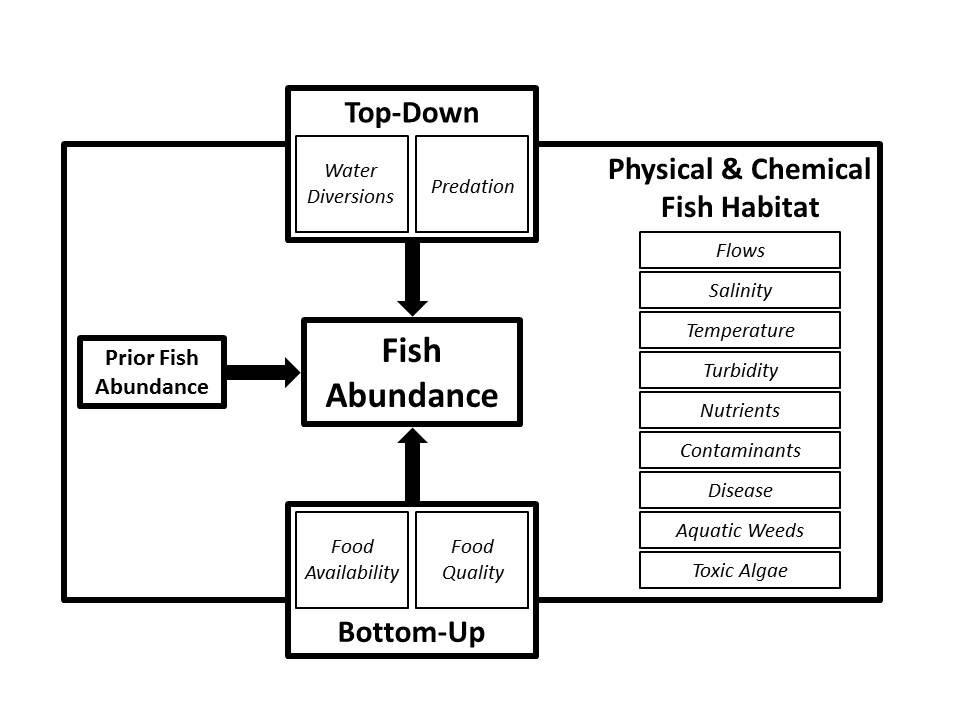 Top-Down
Water
Diversions
Predation
Physical & Chemical
Fish Habitat
Flows
Salinity
Temperature
Turbidity
Nutrients
Contaminants
Disease
Aquatic Weeds
Toxic Algae
Prior Fish
Abundance
Fish
Abundance
Food
Availability
Food
Quality
Bottom-Up